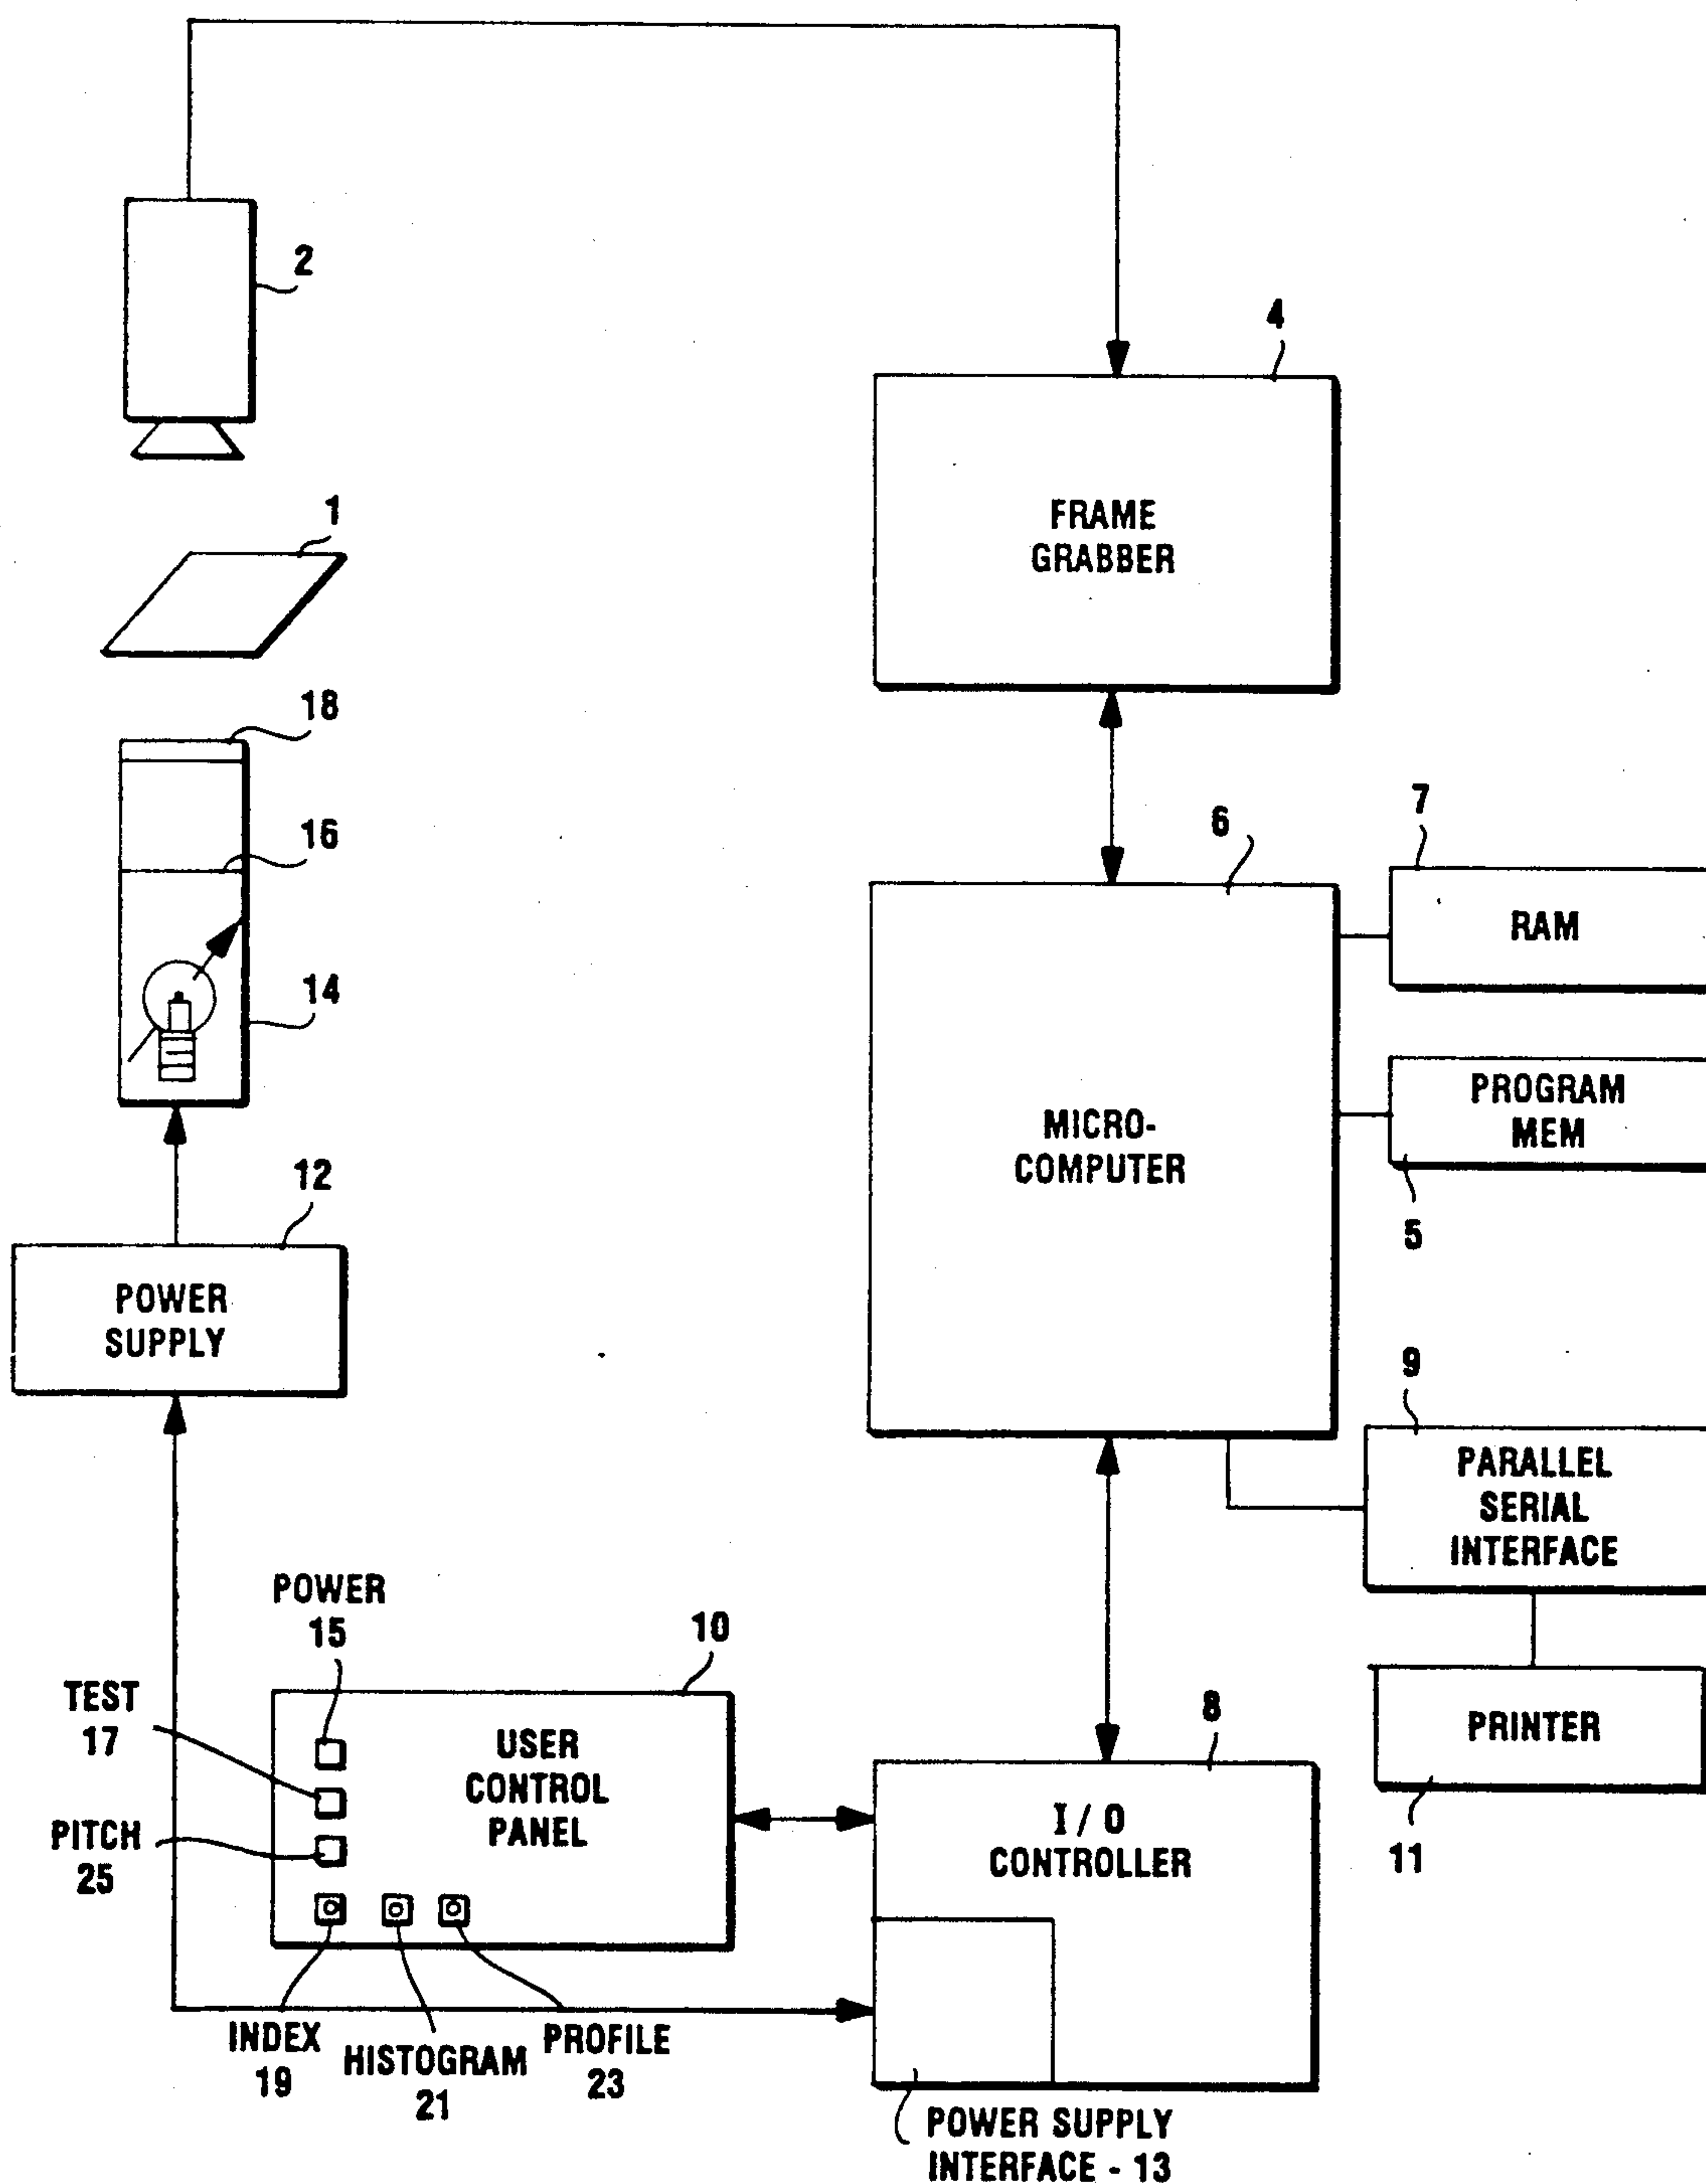 2
4
FRAME
GRABBER
1
18
16
14
7
RAM
6
PROGRAM
MEM
5
MICRO-
COMPUTER
12
POWER
SUPPLY
9
PARALLEL
SERIAL
INTERFACE
PRINTER
11
POWER
15
10
TEST
17
PITCH
25
USER
CONTROL
PANEL
8
I / O
CONTROLLER
INDEX
19
HISTOGRAM
21
PROFILE
23
POWER SUPPLY
INTERFACE - 13